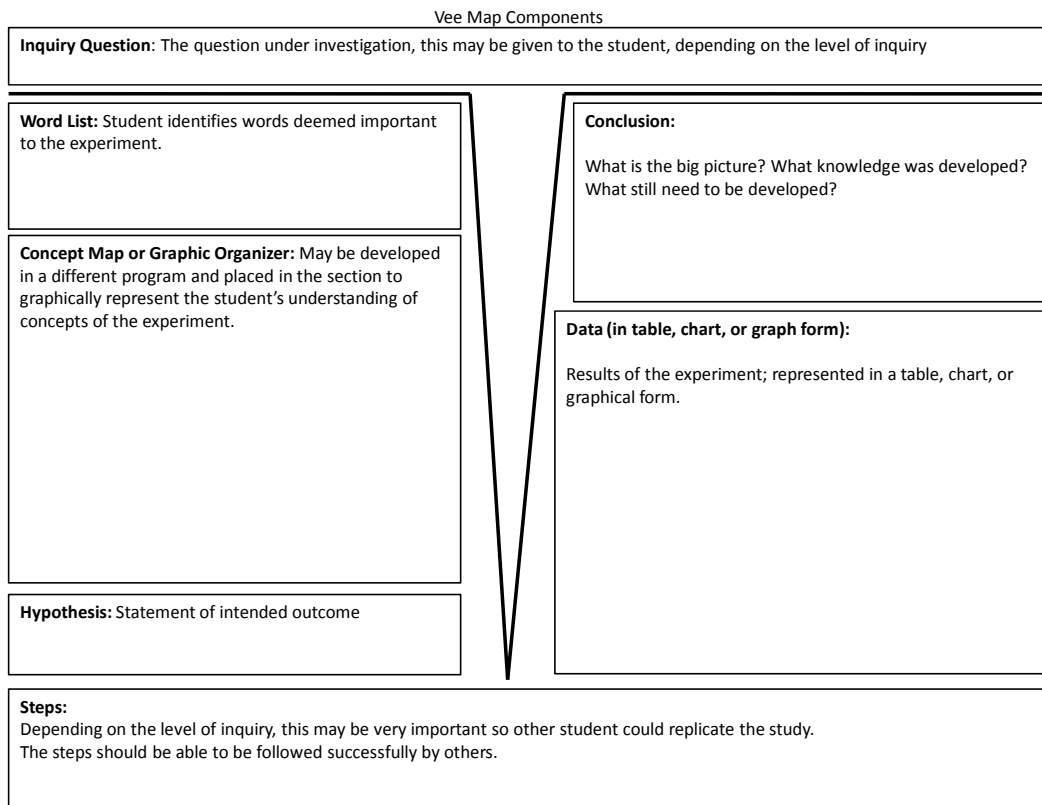 Vee Map Components
Inquiry Question: The question under investigation, this may be given to the student, depending on the level of inquiry
Word List: Student identifies words deemed important
to the experiment.
Concept Map or Graphic Organizer: May be developed
in a different program and placed in the section to
graphically represent the student’s understanding of
concepts of the experiment.
Hypothesis: Statement of intended outcome
Conclusion:
What is the big picture? What knowledge was developed?
What still need to be developed?
Data (in table, chart, or graph form):
Results of the experiment; represented in a table, chart, or
graphical form.
Steps:
Depending on the level of inquiry, this may be very important so other student could replicate the study.
The steps should be able to be followed successfully by others.